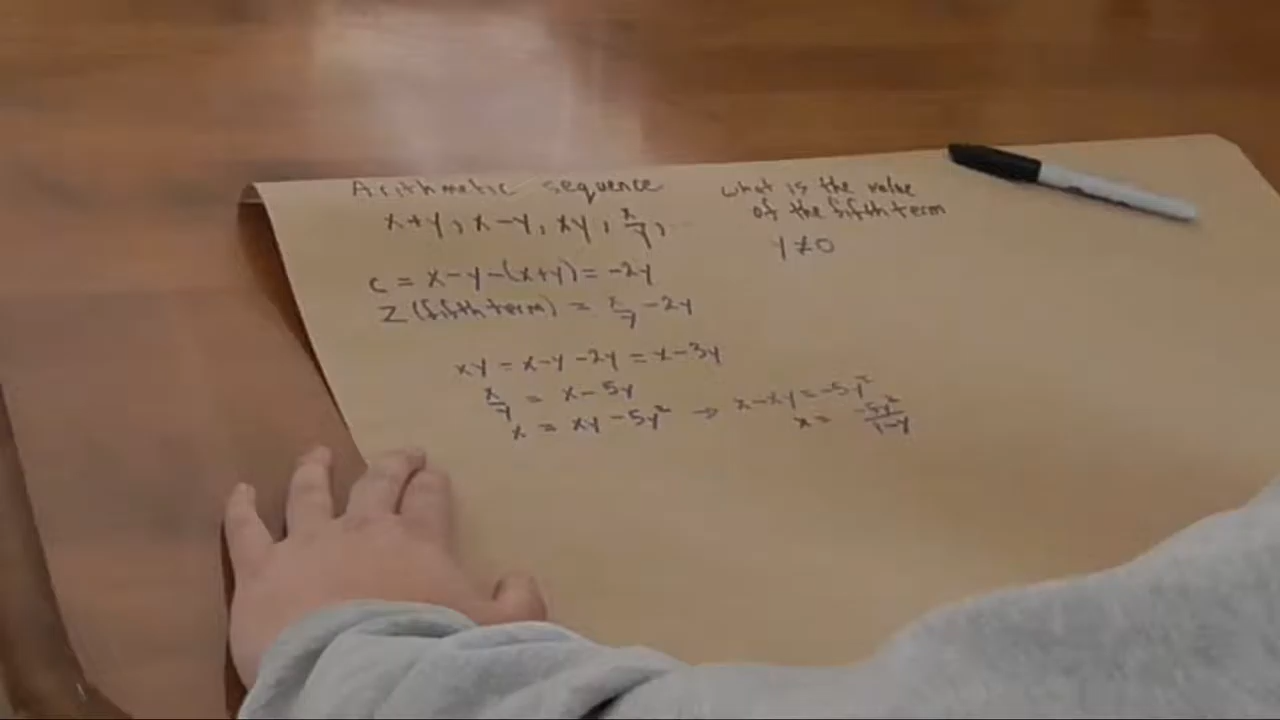 Arithmetic sequence
x+y, x-y, xy, x/y,
what is the value
of the fifth term
y≠0
c = x-y-(x+y) = -2y
Z (fifth term) = x/y -2y
xy = x-y-2y = x-3y
x/y = x-5y
x = xy-5y² → x-xy=-5y²
x = -5y²/1-y